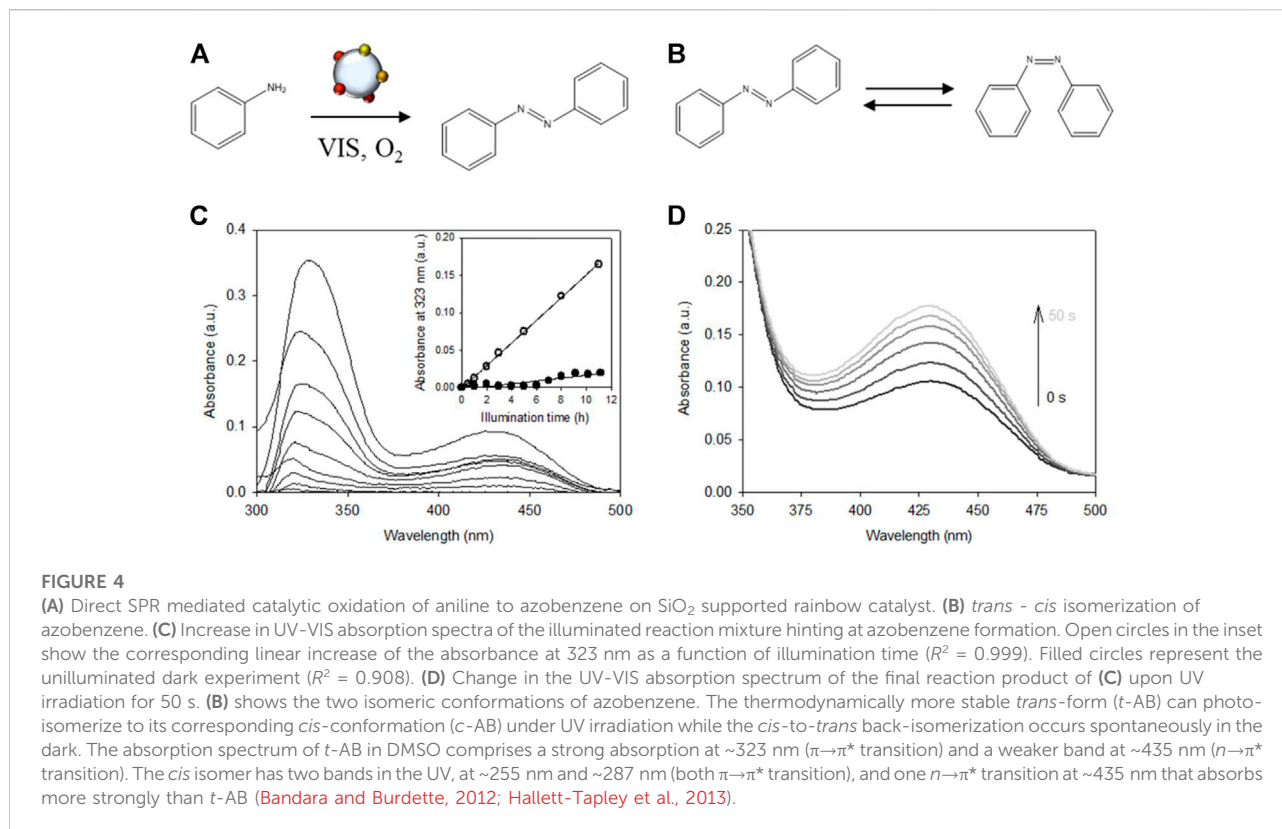 A
NH₂
VIS, O₂
N
N
B
N
N
N
N
C
0.4
0.3
0.2
0.1
0.0
300
350
400
450
500
Absorbance (a.u.)
Wavelength (nm)
0.20
0.15
0.10
0.05
0.00
0
2
4
6
8
10
12
Absorbance at 323 nm (a.u.)
Illumination time (h)
D
0.25
0.20
0.15
0.10
0.05
0.00
350
375
400
425
450
475
500
Absorbance (a.u.)
Wavelength (nm)
50 s
0 s
FIGURE 4
(A) Direct SPR mediated catalytic oxidation of aniline to azobenzene on SiO₂ supported rainbow catalyst. (B) trans - cis isomerization of
azobenzene. (C) Increase in UV-VIS absorption spectra of the illuminated reaction mixture hinting at azobenzene formation. Open circles in the inset
show the corresponding linear increase of the absorbance at 323 nm as a function of illumination time (R² = 0.999). Filled circles represent the
unilluminated dark experiment (R² = 0.908). (D) Change in the UV-VIS absorption spectrum of the final reaction product of (C) upon UV
irradiation for 50 s. (B) shows the two isomeric conformations of azobenzene. The thermodynamically more stable trans-form (t-AB) can photo-
isomerize to its corresponding cis-conformation (c-AB) under UV irradiation while the cis-to-trans back-isomerization occurs spontaneously in the
dark. The absorption spectrum of t-AB in DMSO comprises a strong absorption at ~323 nm (π→π* transition) and a weaker band at ~435 nm (n→π*
transition). The cis isomer has two bands in the UV, at ~255 nm and ~287 nm (both π→π* transition), and one n→π* transition at ~435 nm that absorbs
more strongly than t-AB (Bandara and Burdette, 2012; Hallett-Tapley et al., 2013).